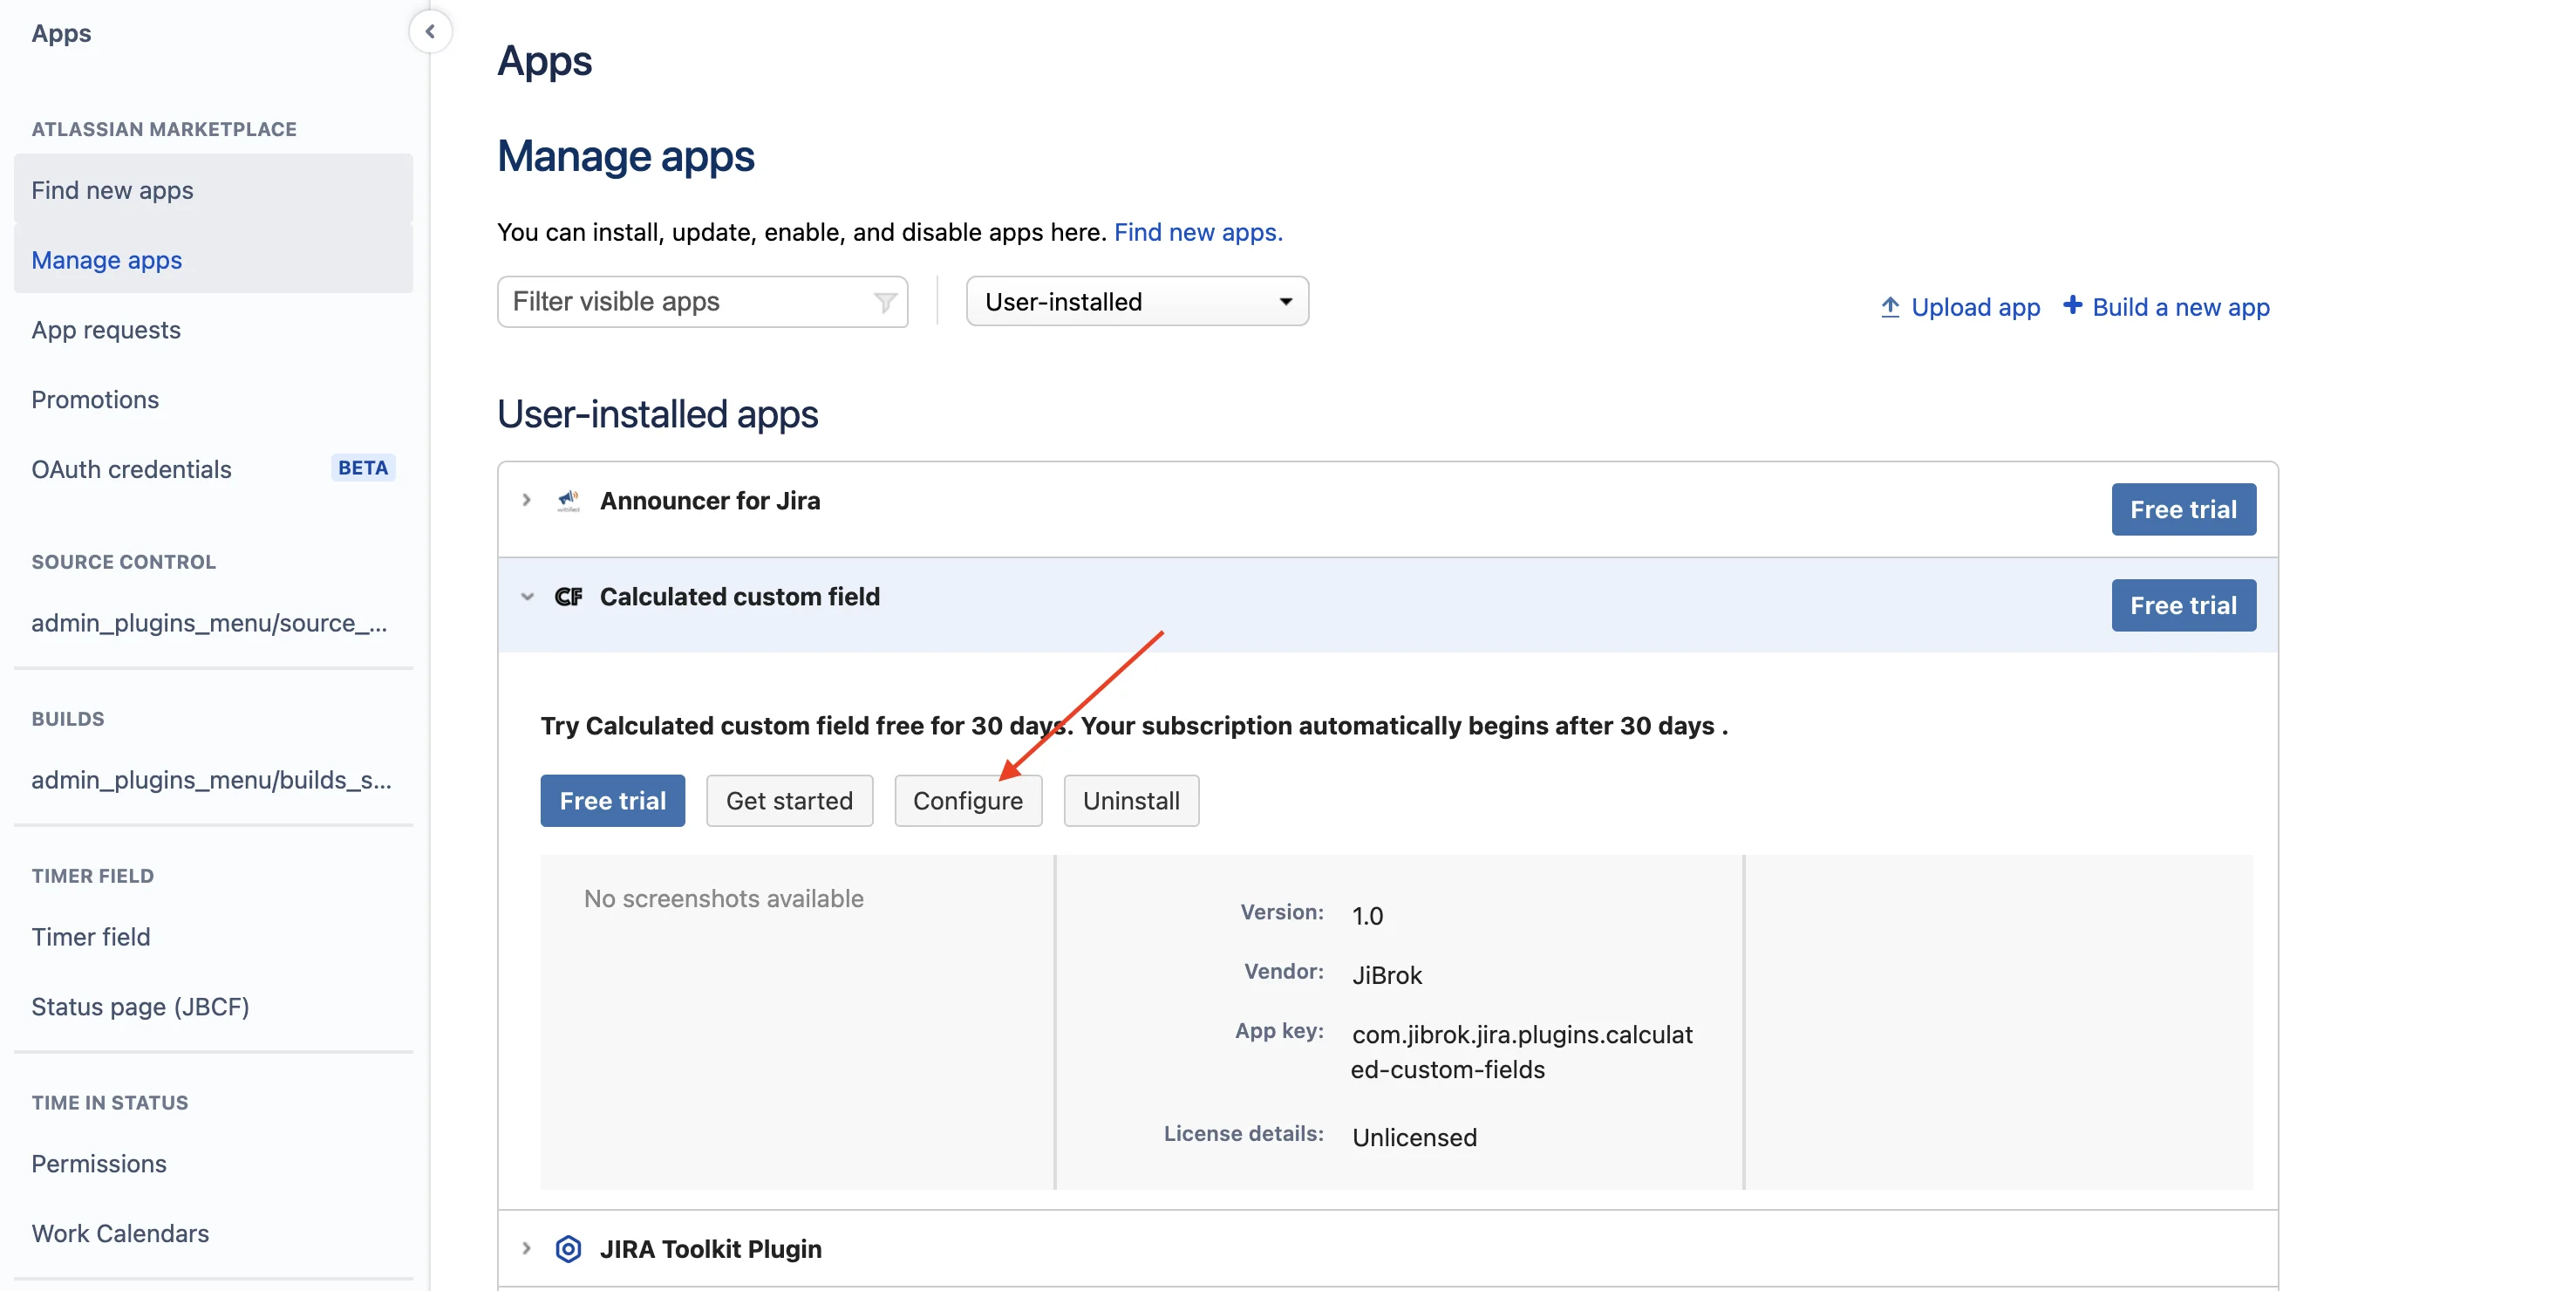 Apps
ATLASSIAN MARKETPLACE
Find new apps
Manage apps
App requests
Promotions
OAuth credentials BETA
SOURCE CONTROL
admin_plugins_menu/source_...
BUILDS
admin_plugins_menu/builds_s...
TIMER FIELD
Timer field
Status page (JBCF)
TIME IN STATUS
Permissions
Work Calendars
Apps
Manage apps
You can install, update, enable, and disable apps here. Find new apps.
Filter visible apps User-installed Upload app Build a new app
User-installed apps
Announcer for Jira Free trial
CF Calculated custom field Free trial
Try Calculated custom field free for 30 days. Your subscription automatically begins after 30 days .
Free trial Get started Configure Uninstall
No screenshots available
Version: 1.0
Vendor: JiBrok
App key: com.jibrok.jira.plugins.calculat
ed-custom-fields
License details: Unlicensed
JIRA Toolkit Plugin